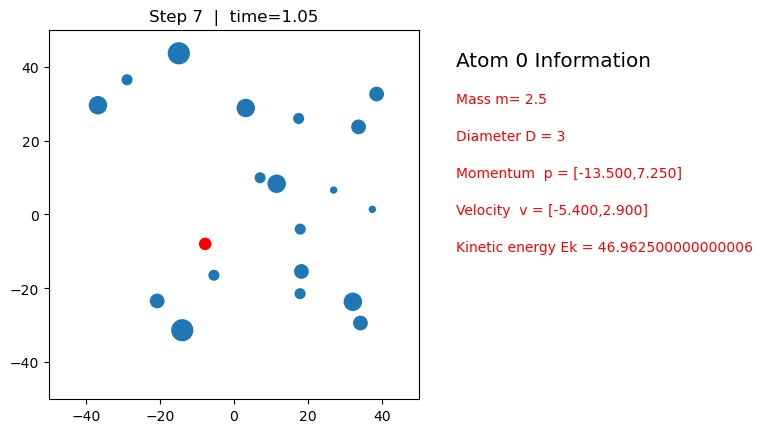 Step 7 | time=1.05
40
20
0
−20
−40
−40 −20 0 20 40
Atom 0 Information
Mass m= 2.5
Diameter D = 3
Momentum p = [-13.500,7.250]
Velocity v = [-5.400,2.900]
Kinetic energy Ek = 46.962500000000006